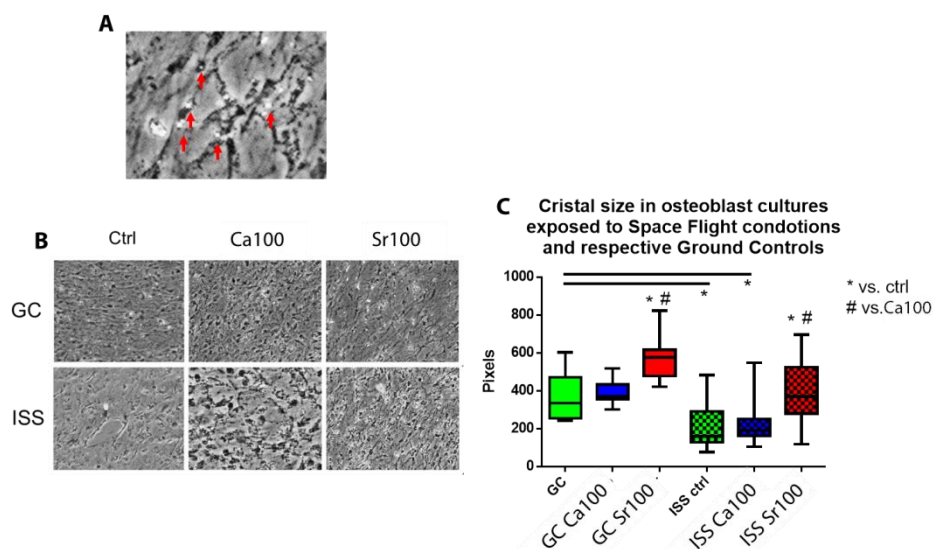 A
B
Ctrl
Ca100
Sr100
GC
ISS
C
Cristal size in osteoblast cultures
exposed to Space Flight condotions
and respective Ground Controls
* vs. ctrl
# vs.Ca100
Pixels
1000
800
600
400
200
0
* #
*
*
* #
GC
GC Ca100
GC Sr100
ISS ctrl
ISS Ca100
ISS Sr100